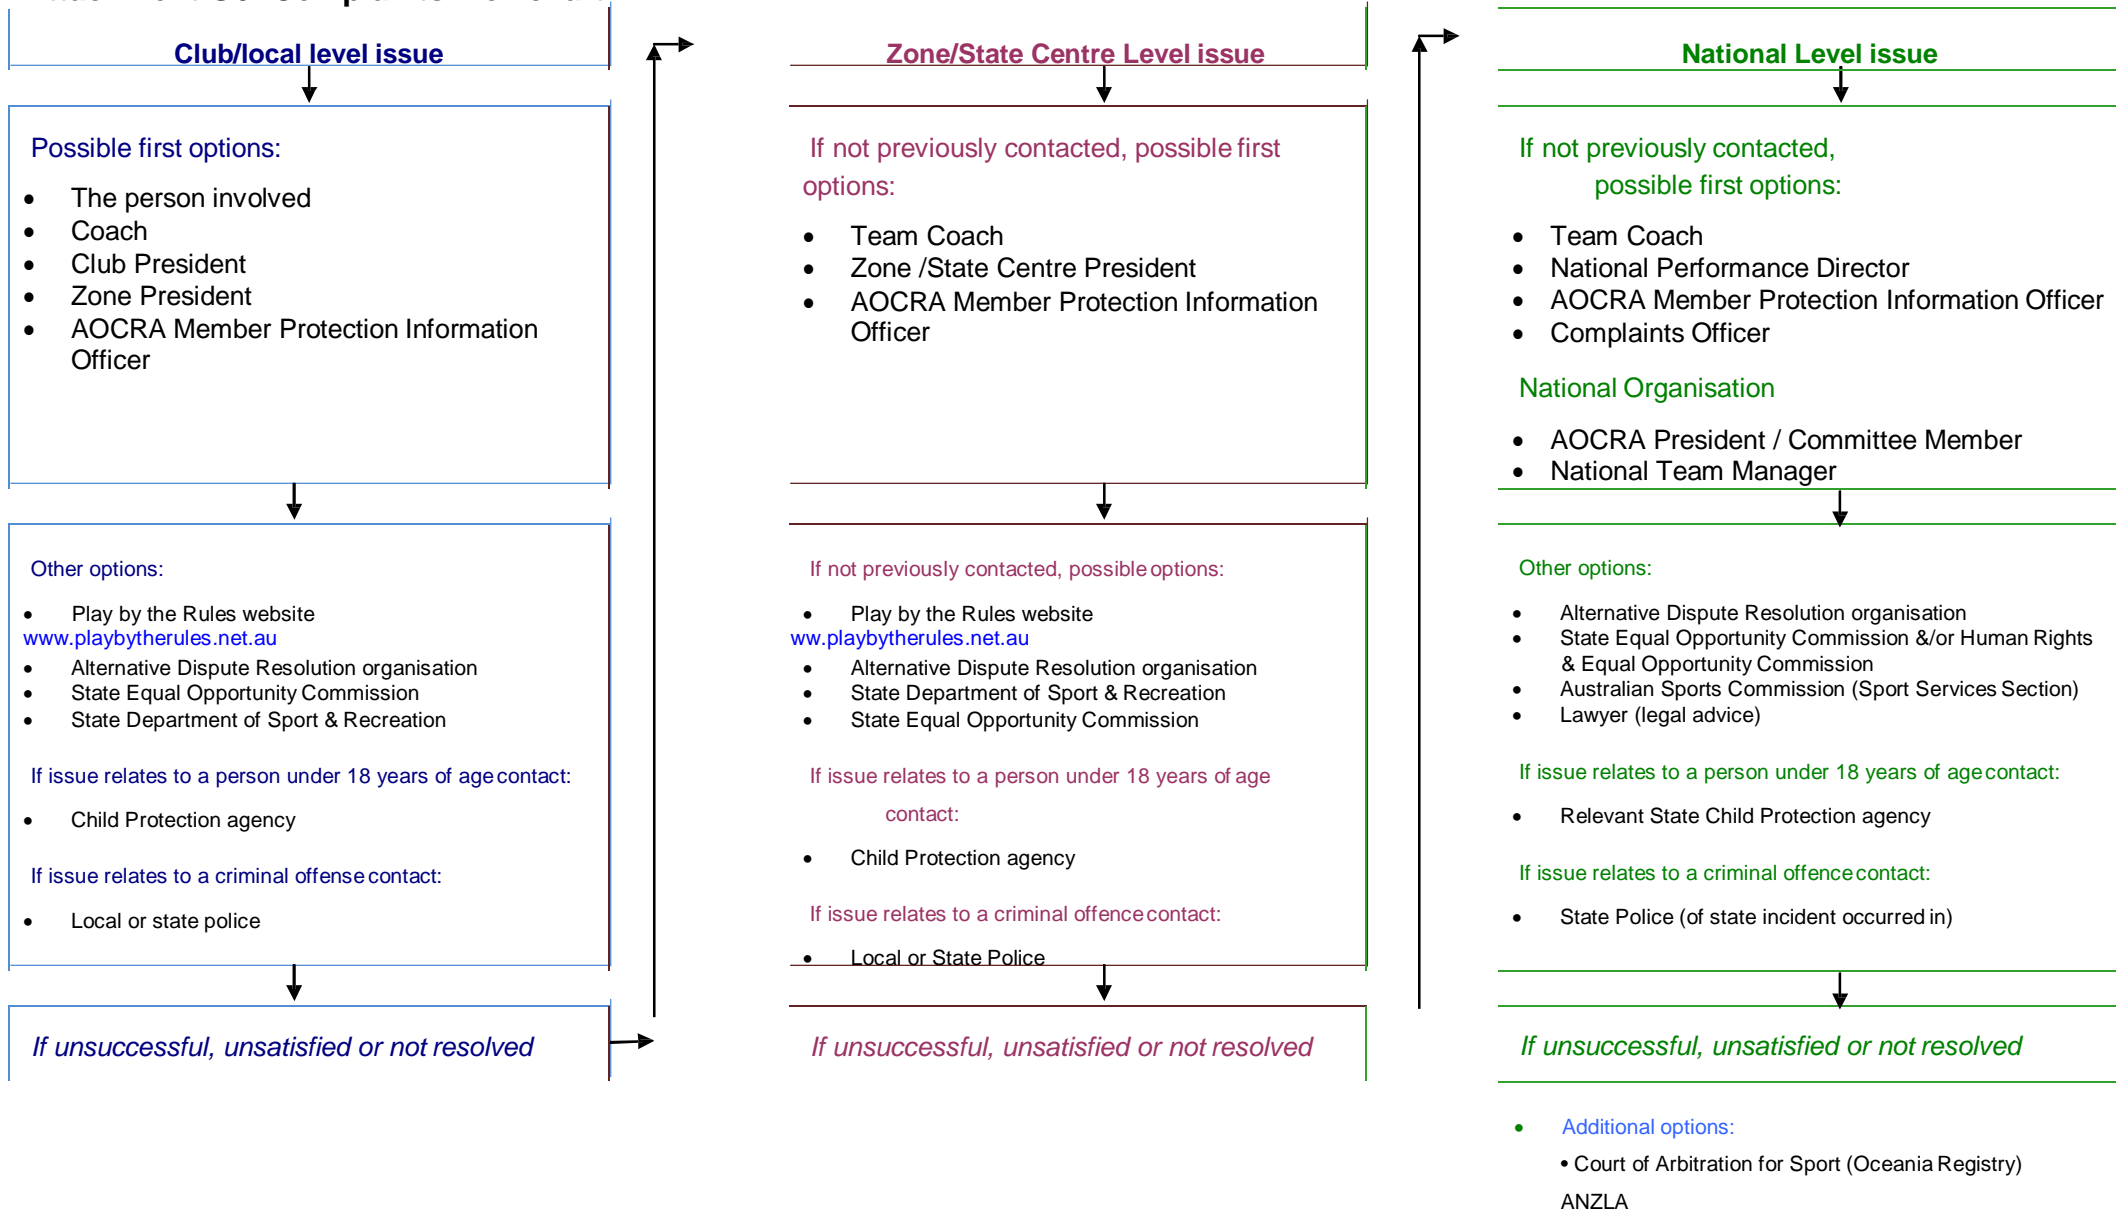 Club/local level issue
Possible first options:
• The person involved
• Coach
• Club President
• Zone President
• AOCRA Member Protection Information
Officer
Other options:
• Play by the Rules website
www.playbytherules.net.au
• Alternative Dispute Resolution organisation
• State Equal Opportunity Commission
• State Department of Sport & Recreation
If issue relates to a person under 18 years of age contact:
• Child Protection agency
If issue relates to a criminal offense contact:
• Local or state police
If unsuccessful, unsatisfied or not resolved
Zone/State Centre Level issue
If not previously contacted, possible first
options:
• Team Coach
• Zone /State Centre President
• AOCRA Member Protection Information
Officer
If not previously contacted, possible options:
• Play by the Rules website
ww.playbytherules.net.au
• Alternative Dispute Resolution organisation
• State Department of Sport & Recreation
• State Equal Opportunity Commission
If issue relates to a person under 18 years of age
contact:
• Child Protection agency
If issue relates to a criminal offence contact:
• Local or State Police
If unsuccessful, unsatisfied or not resolved
National Level issue
If not previously contacted,
possible first options:
• Team Coach
• National Performance Director
• AOCRA Member Protection Information Officer
• Complaints Officer
National Organisation
• AOCRA President / Committee Member
• National Team Manager
Other options:
• Alternative Dispute Resolution organisation
• State Equal Opportunity Commission &/or Human Rights
& Equal Opportunity Commission
• Australian Sports Commission (Sport Services Section)
• Lawyer (legal advice)
If issue relates to a person under 18 years of age contact:
• Relevant State Child Protection agency
If issue relates to a criminal offence contact:
• State Police (of state incident occurred in)
If unsuccessful, unsatisfied or not resolved
• Additional options:
• Court of Arbitration for Sport (Oceania Registry)
ANZLA